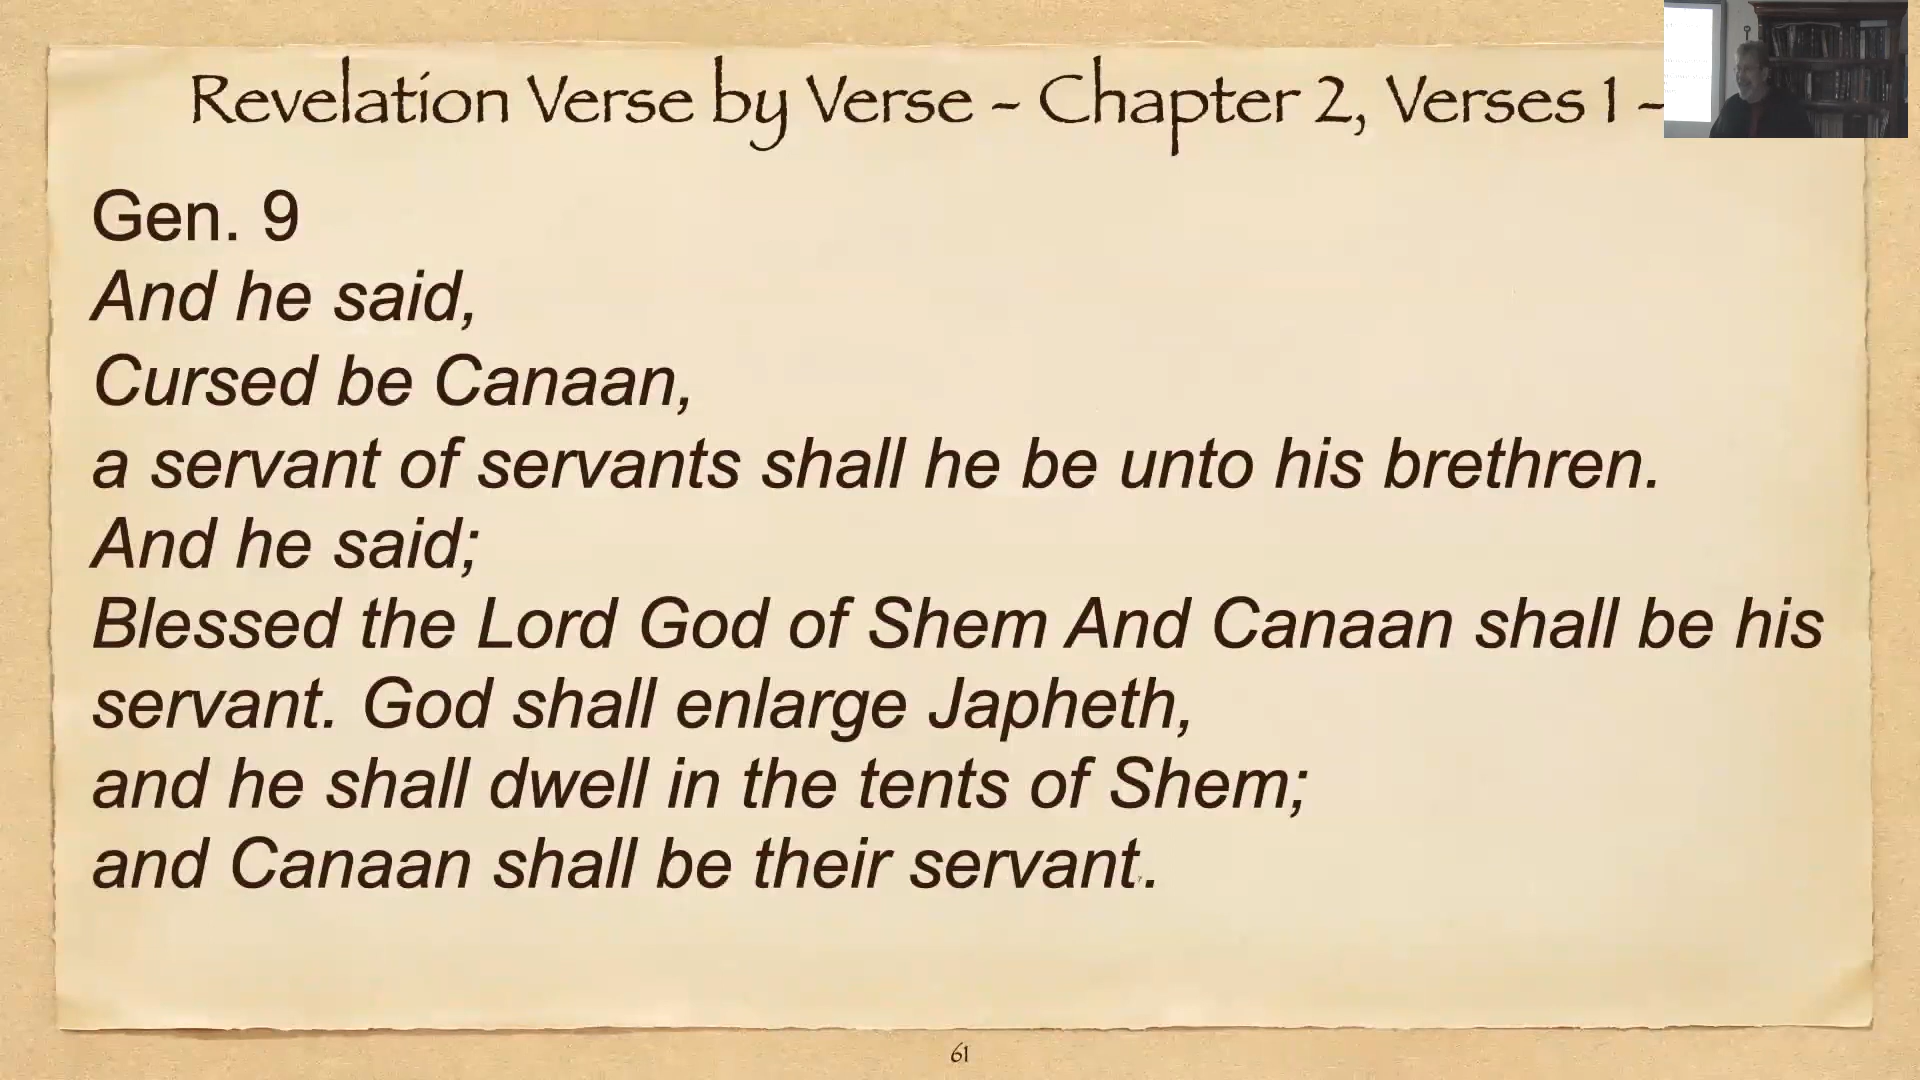 Revelation Verse by Verse - Chapter 2, Verses 1 -
Gen. 9
And he said,
Cursed be Canaan,
a servant of servants shall he be unto his brethren.
And he said;
Blessed the Lord God of Shem And Canaan shall be his
servant. God shall enlarge Japheth,
and he shall dwell in the tents of Shem;
and Canaan shall be their servant.
61